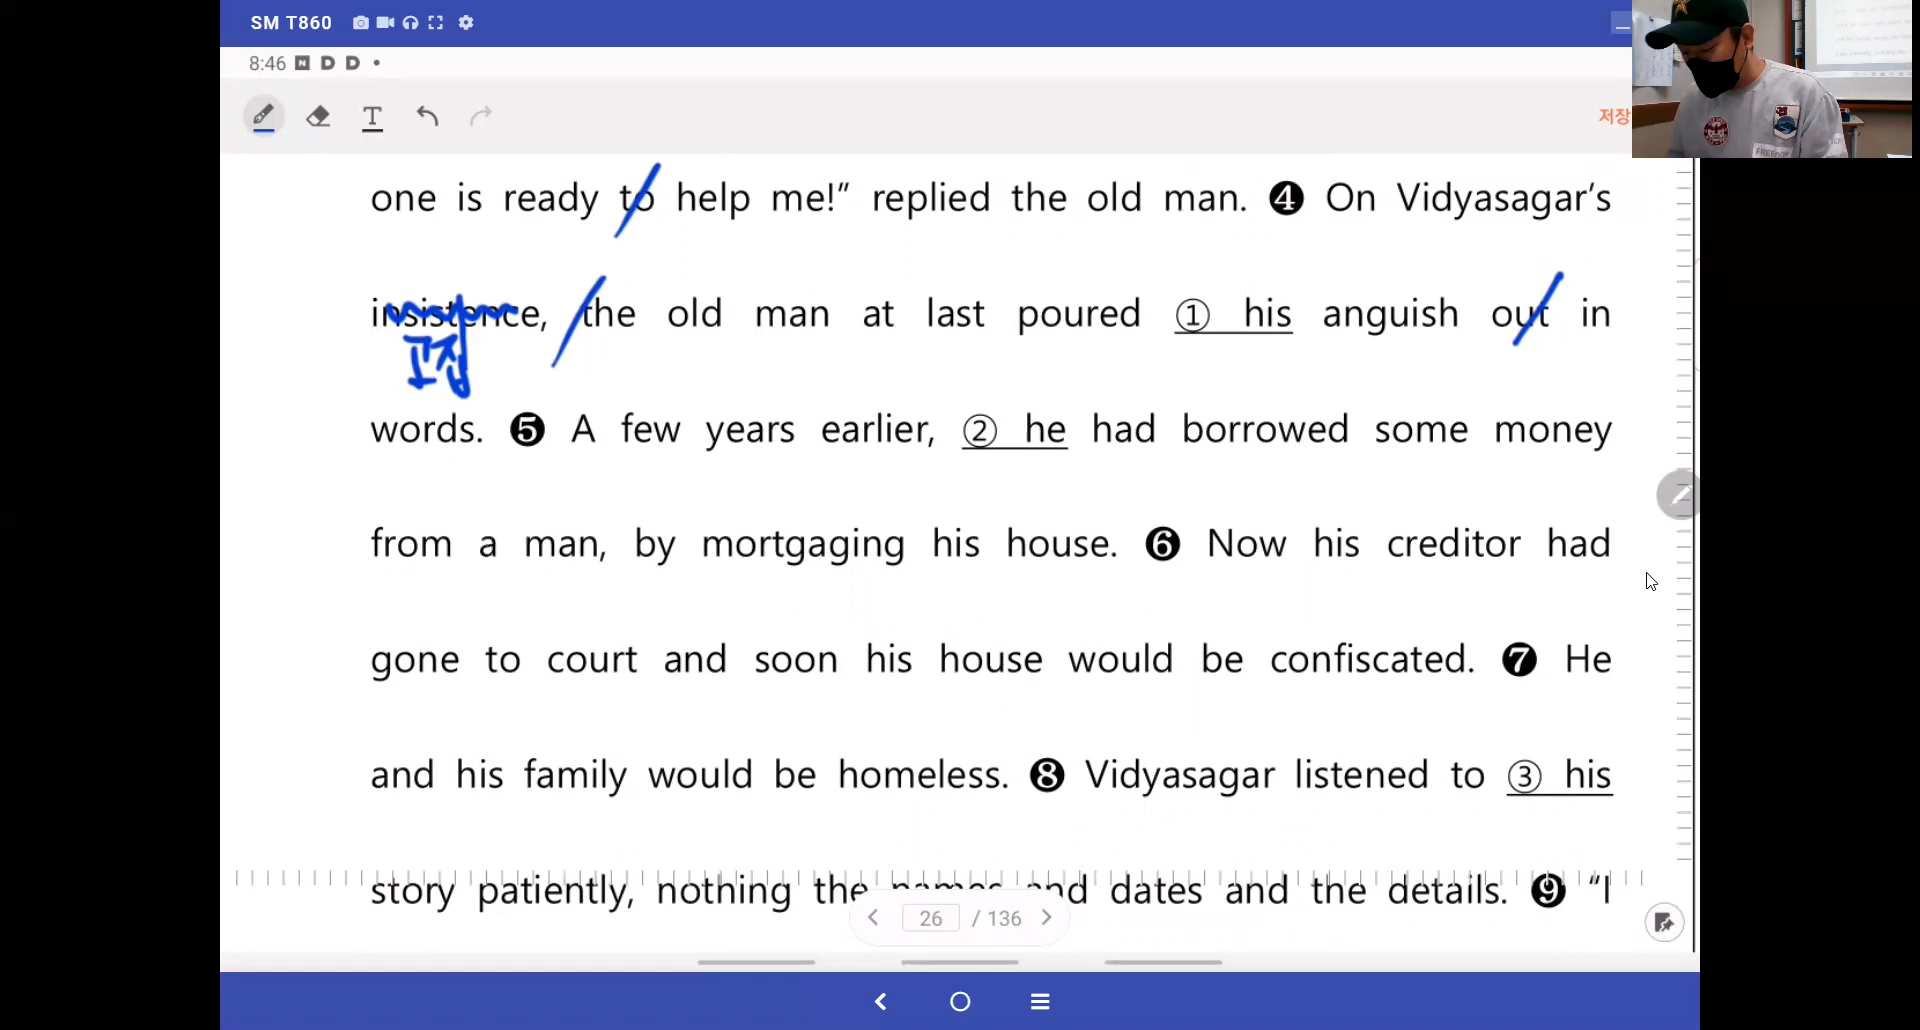 SM T860
8:46 N D D
T
저장
one is ready to help me!” replied the old man. ❹ On Vidyasagar’s
insistence, the old man at last poured ① his anguish out in
고집
words. ❺ A few years earlier, ② he had borrowed some money
from a man, by mortgaging his house. ❻ Now his creditor had
gone to court and soon his house would be confiscated. ❼ He
and his family would be homeless. ❽ Vidyasagar listened to ③ his
story patiently, nothing the names and dates and the details. ❾ “I
26 / 136